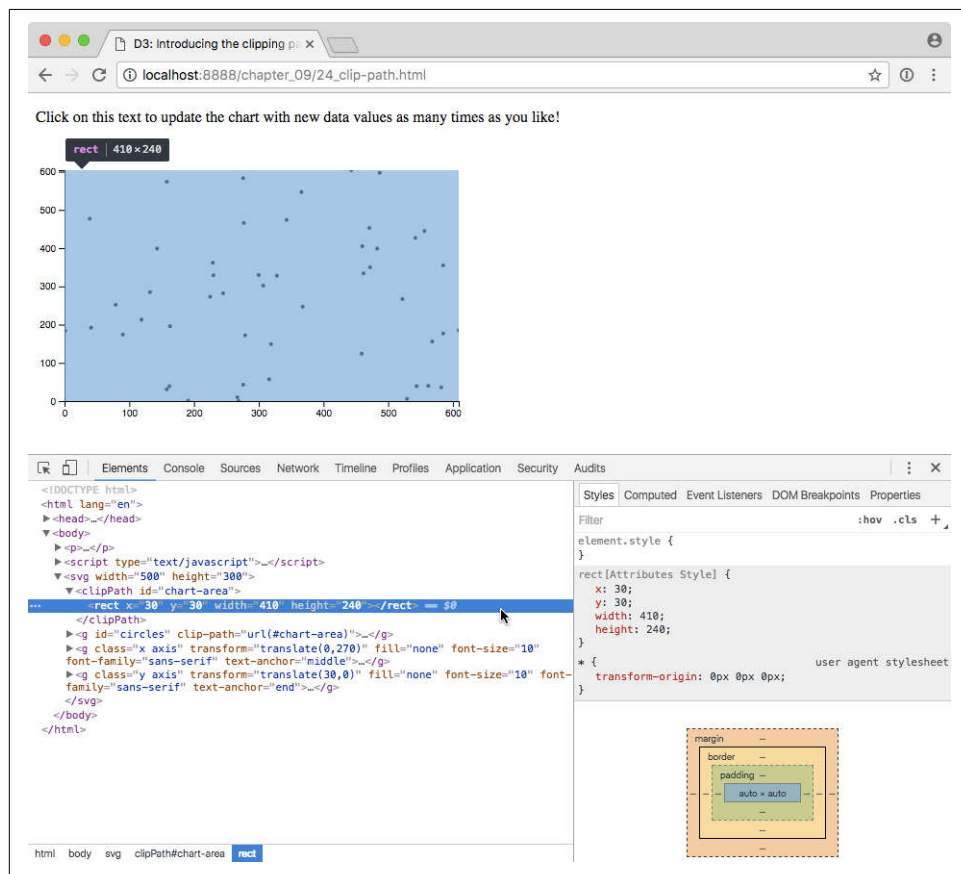 D3: Introducing the clipping pa ×
localhost:8888/chapter_09/24_clip-path.html
Click on this text to update the chart with new data values as many times as you like!
rect | 410×240
600
500
400
300
200
100
0
0 100 200 300 400 500 600
Elements Console Sources Network Timeline Profiles Application Security Audits
<!DOCTYPE html>
<html lang="en">
▶<head>…</head>
▼<body>
▶<p>…</p>
▶<script type="text/javascript">…</script>
▼<svg width="500" height="300">
▼<clipPath id="chart-area">
… <rect x="30" y="30" width="410" height="240"></rect> == $0
</clipPath>
▶<g id="circles" clip-path="url(#chart-area)">…</g>
▶<g class="x axis" transform="translate(0,270)" fill="none" font-size="10"
font-family="sans-serif" text-anchor="middle">…</g>
▶<g class="y axis" transform="translate(30,0)" fill="none" font-size="10" font-
family="sans-serif" text-anchor="end">…</g>
</svg>
</body>
</html>
html body svg clipPath#chart-area rect
Styles Computed Event Listeners DOM Breakpoints Properties
Filter :hov .cls +
element.style {
}
rect[Attributes Style] {
x: 30;
y: 30;
width: 410;
height: 240;
}
* { user agent stylesheet
transform-origin: 0px 0px 0px;
}
margin –
border –
padding –
– – – auto × auto – – –
–
–
–